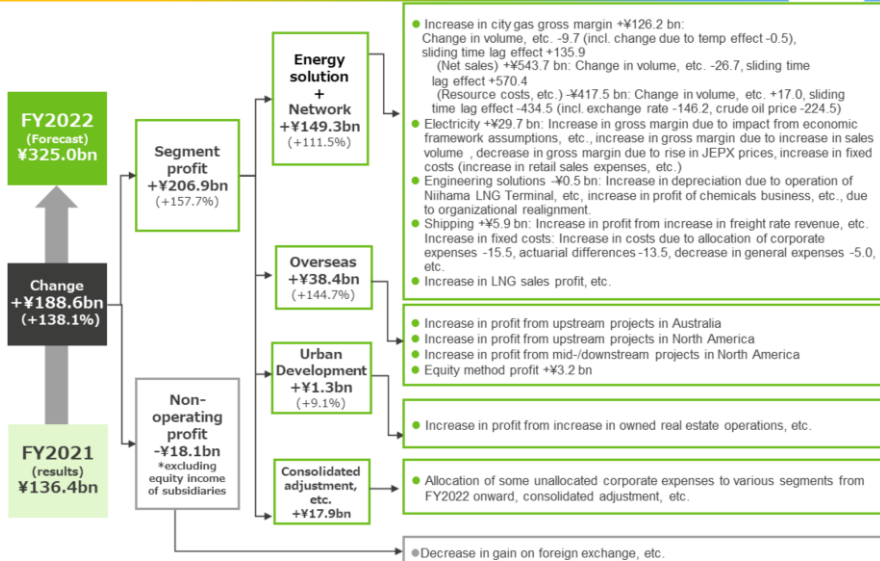 FY2022
(Forecast)
¥325.0bn
Change
+¥188.6bn
(+138.1%)
FY2021
(results)
¥136.4bn
Segment
profit
+¥206.9bn
(+157.7%)
Non-
operating
profit
-¥18.1bn
*excluding
equity income
of subsidiaries
Energy
solution
+
Network
+¥149.3bn
(+111.5%)
Overseas
+¥38.4bn
(+144.7%)
Urban
Development
+¥1.3bn
(+9.1%)
Consolidated
adjustment,
etc.
+¥17.9bn
● Increase in city gas gross margin +¥126.2 bn:
Change in volume, etc. -9.7 (incl. change due to temp effect -0.5),
sliding time lag effect +135.9
(Net sales) +¥543.7 bn: Change in volume, etc. -26.7, sliding time
lag effect +570.4
(Resource costs, etc.) -¥417.5 bn: Change in volume, etc. +17.0, sliding
time lag effect -434.5 (incl. exchange rate -146.2, crude oil price -224.5)
● Electricity +¥29.7 bn: Increase in gross margin due to impact from economic
framework assumptions, etc., increase in gross margin due to increase in sales
volume , decrease in gross margin due to rise in JEPX prices, increase in fixed
costs (increase in retail sales expenses, etc.)
● Engineering solutions -¥0.5 bn: Increase in depreciation due to operation of
Niihama LNG Terminal, etc, increase in profit of chemicals business, etc., due
to organizational realignment.
● Shipping +¥5.9 bn: Increase in profit from increase in freight rate revenue, etc.
Increase in fixed costs: Increase in costs due to allocation of corporate
expenses -15.5, actuarial differences -13.5, decrease in general expenses -5.0,
etc.
● Increase in LNG sales profit, etc.
● Increase in profit from upstream projects in Australia
● Increase in profit from upstream projects in North America
● Increase in profit from mid-/downstream projects in North America
● Equity method profit +¥3.2 bn
● Increase in profit from increase in owned real estate operations, etc.
● Allocation of some unallocated corporate expenses to various segments from
FY2022 onward, consolidated adjustment, etc.
●Decrease in gain on foreign exchange, etc.